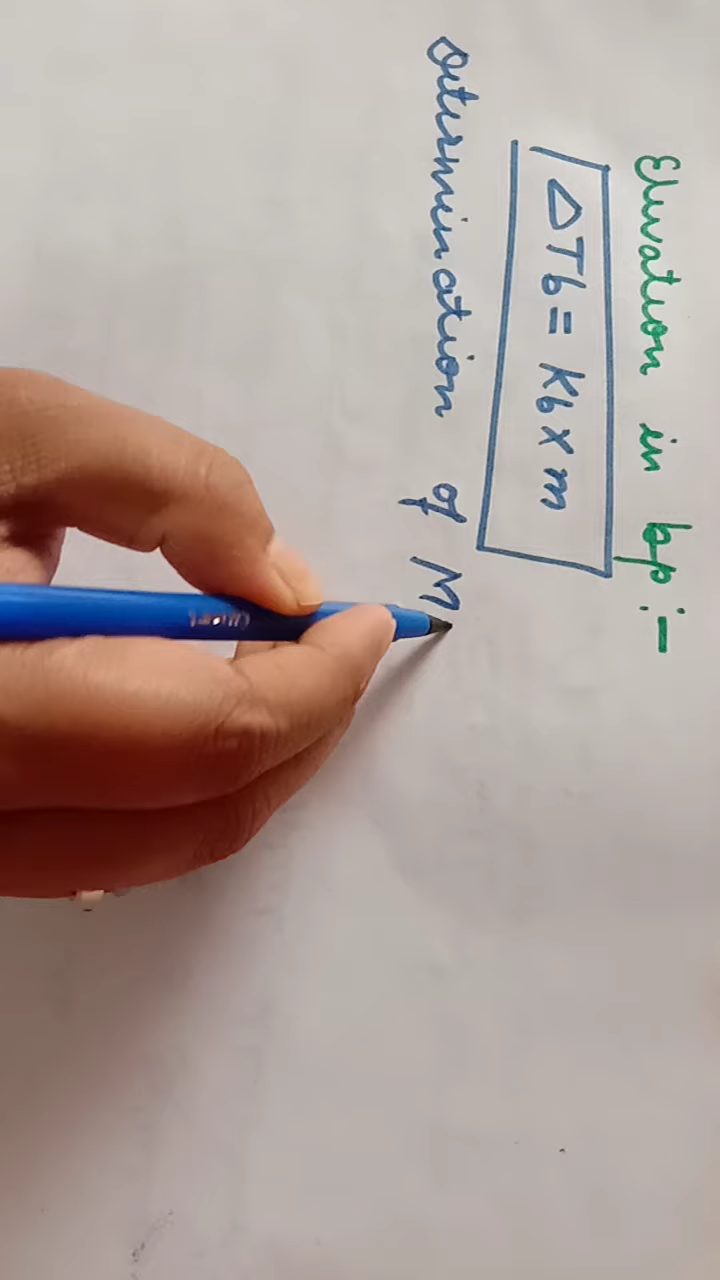 Elevation in bp :-
ΔTb = Kb × m
Determination of M